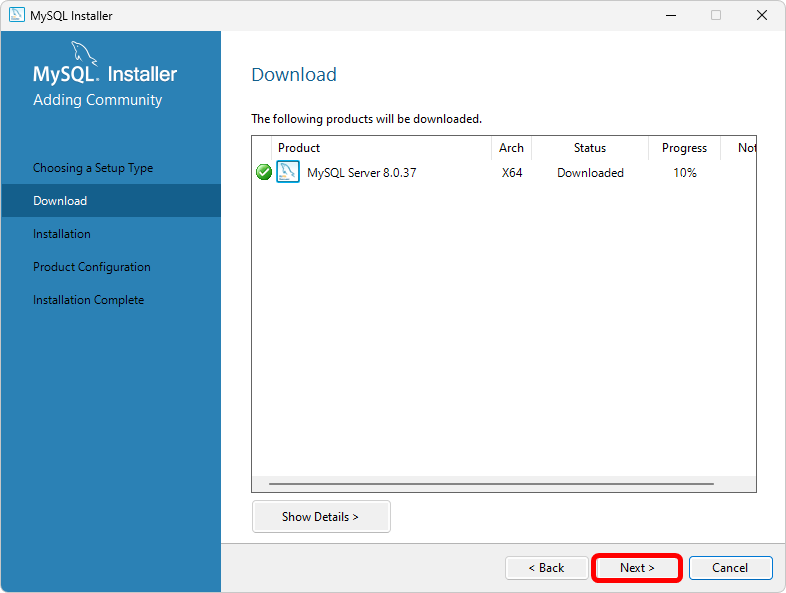 MySQL Installer
MySQL. Installer
Adding Community
Choosing a Setup Type
Download
Installation
Product Configuration
Installation Complete
Download
The following products will be downloaded.
Product Arch Status Progress Not
MySQL Server 8.0.37 X64 Downloaded 10%
Show Details >
< Back Next > Cancel